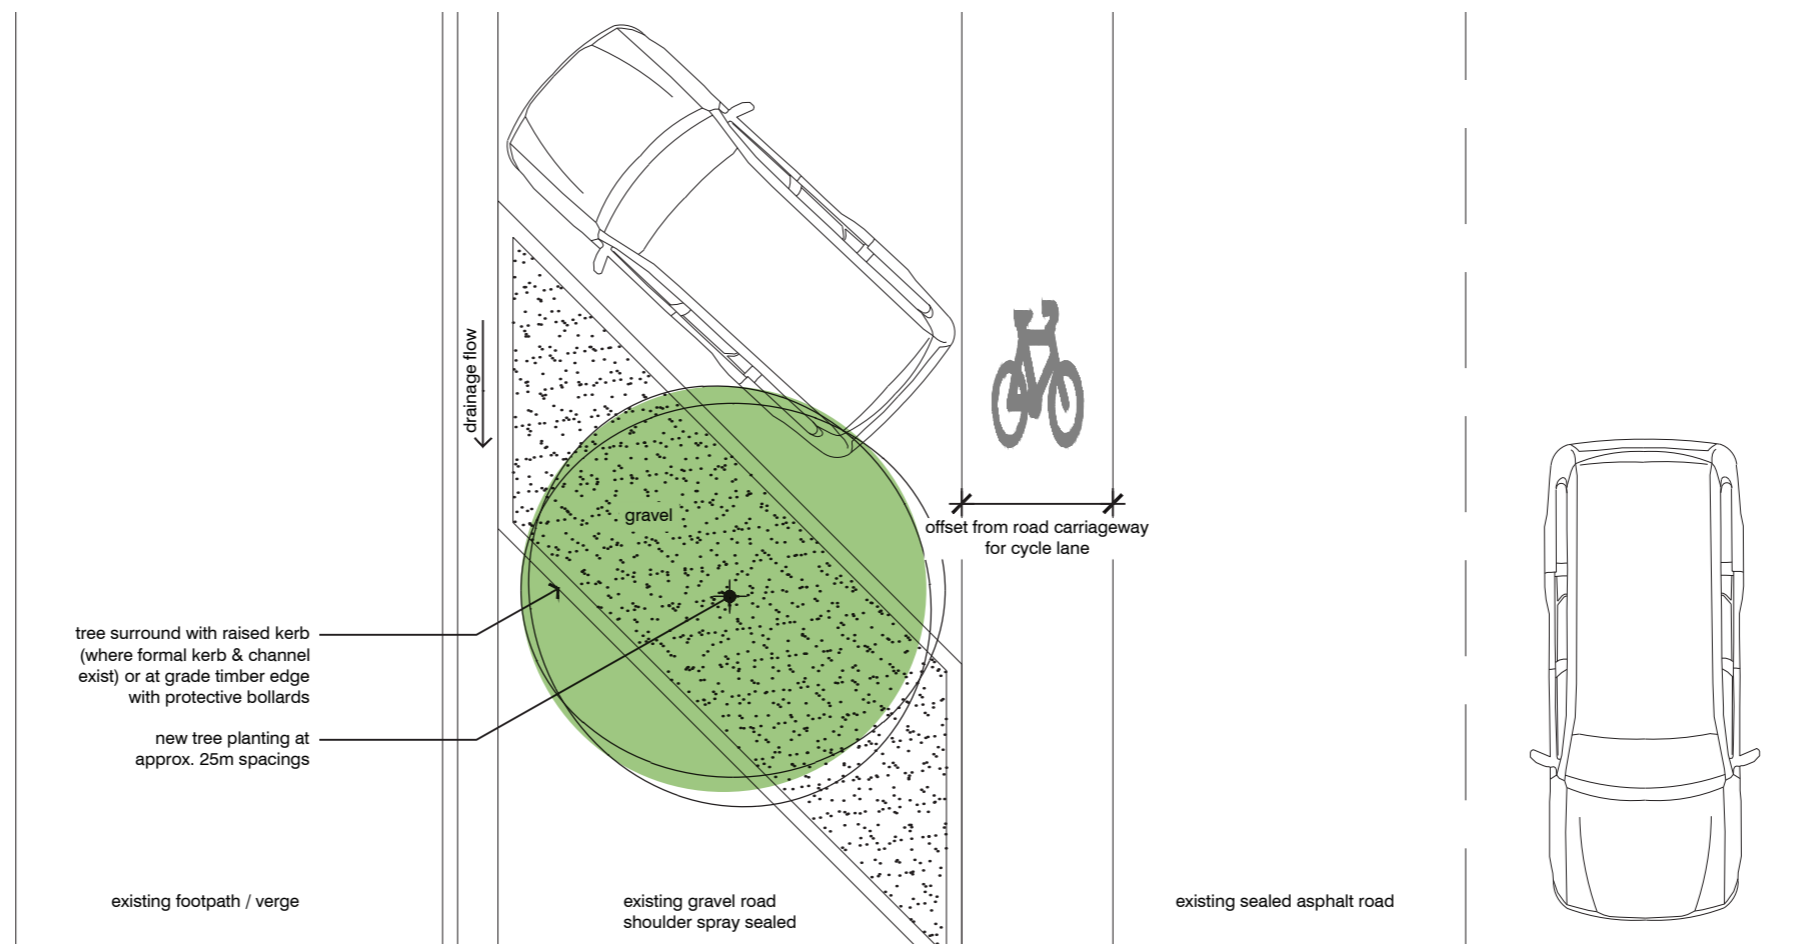 drainage flow
gravel
offset from road carriageway
for cycle lane
tree surround with raised kerb
(where formal kerb & channel
exist) or at grade timber edge
with protective bollards
new tree planting at
approx. 25m spacings
existing footpath / verge
existing gravel road
shoulder spray sealed
existing sealed asphalt road